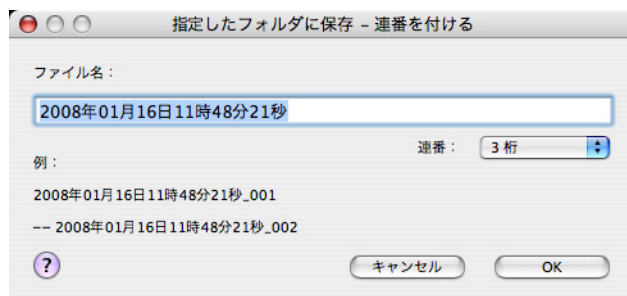 指定したフォルダに保存 – 連番を付ける
ファイル名：
2008年01月16日11時48分21秒
連番： 3 桁
例：
2008年01月16日11時48分21秒_001
-- 2008年01月16日11時48分21秒_002
? キャンセル OK